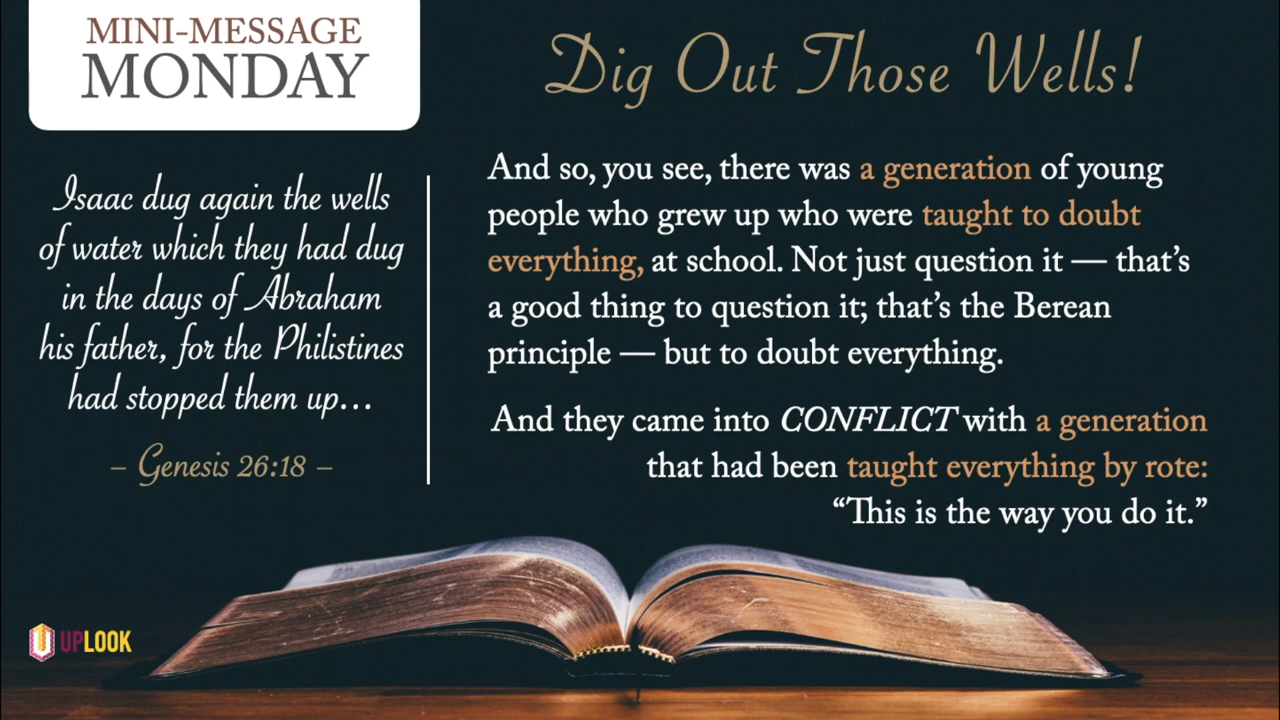 MINI-MESSAGE
MONDAY
Isaac dug again the wells
of water which they had dug
in the days of Abraham
his father, for the Philistines
had stopped them up...
– Genesis 26:18 –
Dig Out Those Wells!
And so, you see, there was a generation of young
people who grew up who were taught to doubt
everything, at school. Not just question it — that’s
a good thing to question it; that’s the Berean
principle — but to doubt everything.
And they came into CONFLICT with a generation
that had been taught everything by rote:
“This is the way you do it.”
UPLOOK